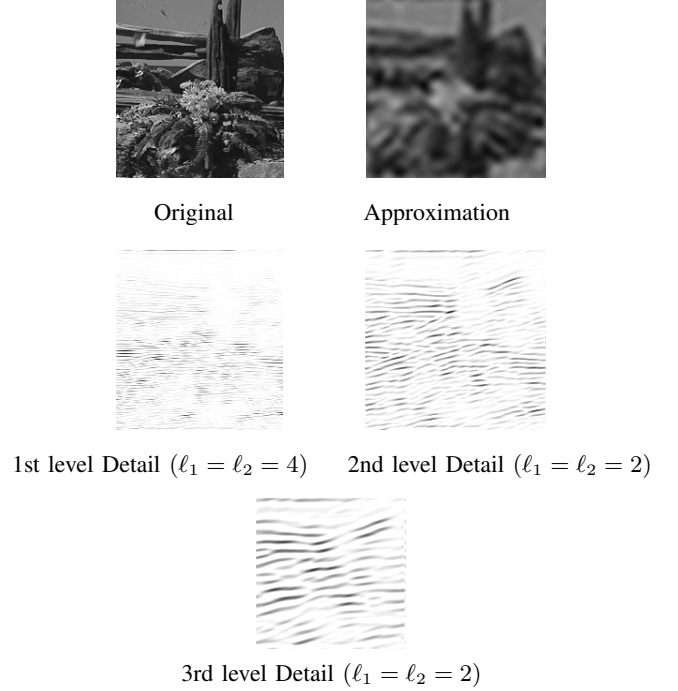 Original
Approximation
1st level Detail (ℓ₁ = ℓ₂ = 4)
2nd level Detail (ℓ₁ = ℓ₂ = 2)
3rd level Detail (ℓ₁ = ℓ₂ = 2)